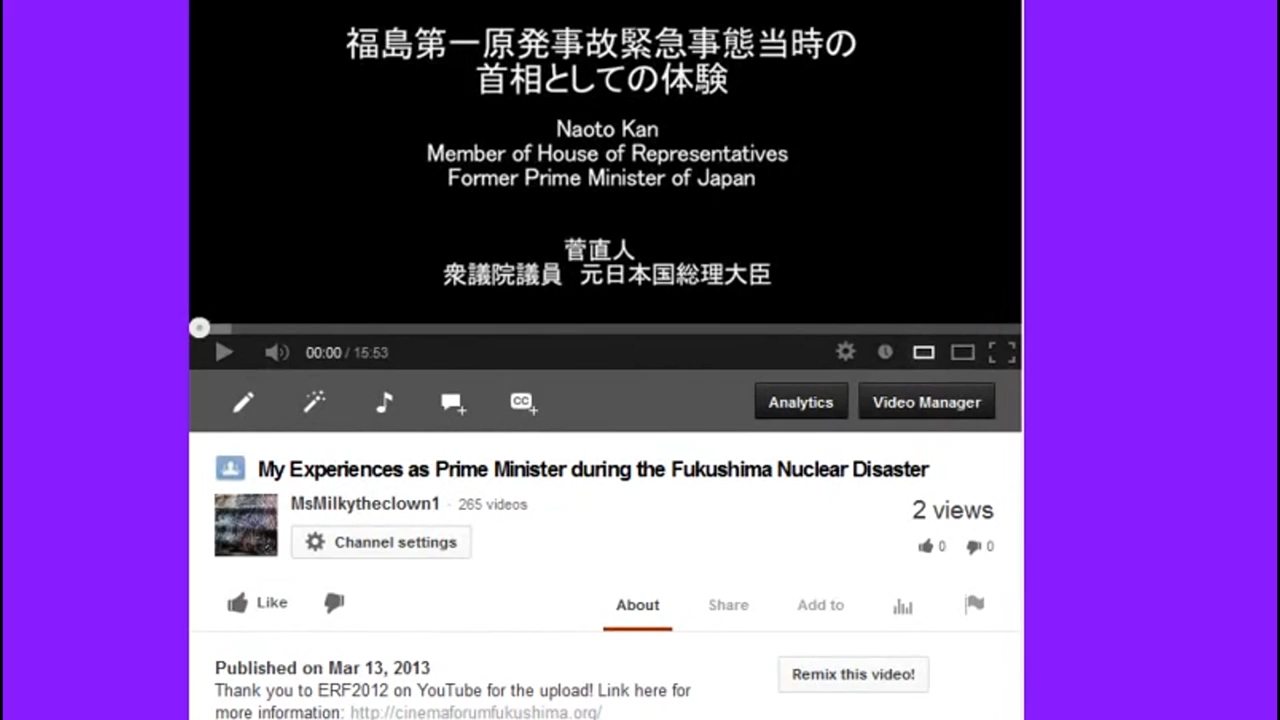 福島第一原発事故緊急事態当時の
首相としての体験
Naoto Kan
Member of House of Representatives
Former Prime Minister of Japan
菅直人
衆議院議員　元日本国総理大臣
00:00 / 15:53
CC
Analytics
Video Manager
My Experiences as Prime Minister during the Fukushima Nuclear Disaster
MsMilkytheclown1 · 265 videos
2 views
Channel settings
0 0
Like
About Share Add to
Published on Mar 13, 2013
Remix this video!
Thank you to ERF2012 on YouTube for the upload! Link here for
more information: http://cinemaforumfukushima.org/